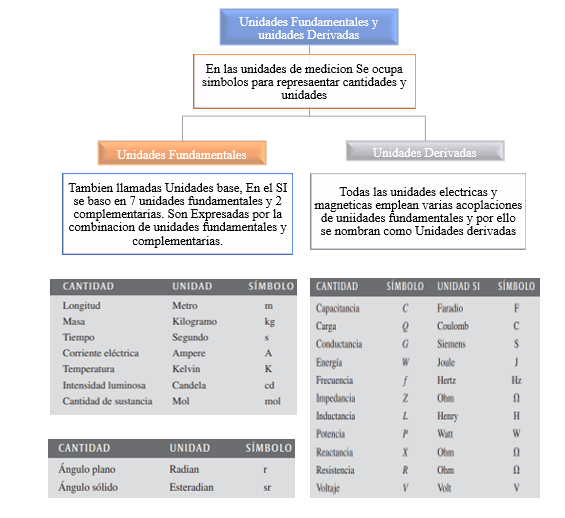 Unidades Fundamentales y
unidades Derivadas
En las unidades de medicion Se ocupa
simbolos para represaentar cantidades y
unidades
Unidades Fundamentales
Unidades Derivadas
Tambien llamadas Unidades base, En el SI
se baso en 7 unidades fundamentales y 2
complementarias. Son Expresadas por la
combinacion de unidades fundamentales y
complementarias.
Todas las unidades electricas y
magneticas emplean varias acoplaciones
de uniidades fundamentales y por ello
se nombran como Unidades derivadas
CANTIDAD UNIDAD SÍMBOLO
Longitud Metro m
Masa Kilogramo kg
Tiempo Segundo s
Corriente eléctrica Ampere A
Temperatura Kelvin K
Intensidad luminosa Candela cd
Cantidad de sustancia Mol mol
CANTIDAD UNIDAD SÍMBOLO
Ángulo plano Radian r
Ángulo sólido Esteradian sr
CANTIDAD SÍMBOLO UNIDAD SI SÍMBOLO
Capacitancia C Faradio F
Carga Q Coulomb C
Conductancia G Siemens S
Energía W Joule J
Frecuencia f Hertz Hz
Impedancia Z Ohm Ω
Inductancia L Henry H
Potencia P Watt W
Reactancia X Ohm Ω
Resistencia R Ohm Ω
Voltaje V Volt V